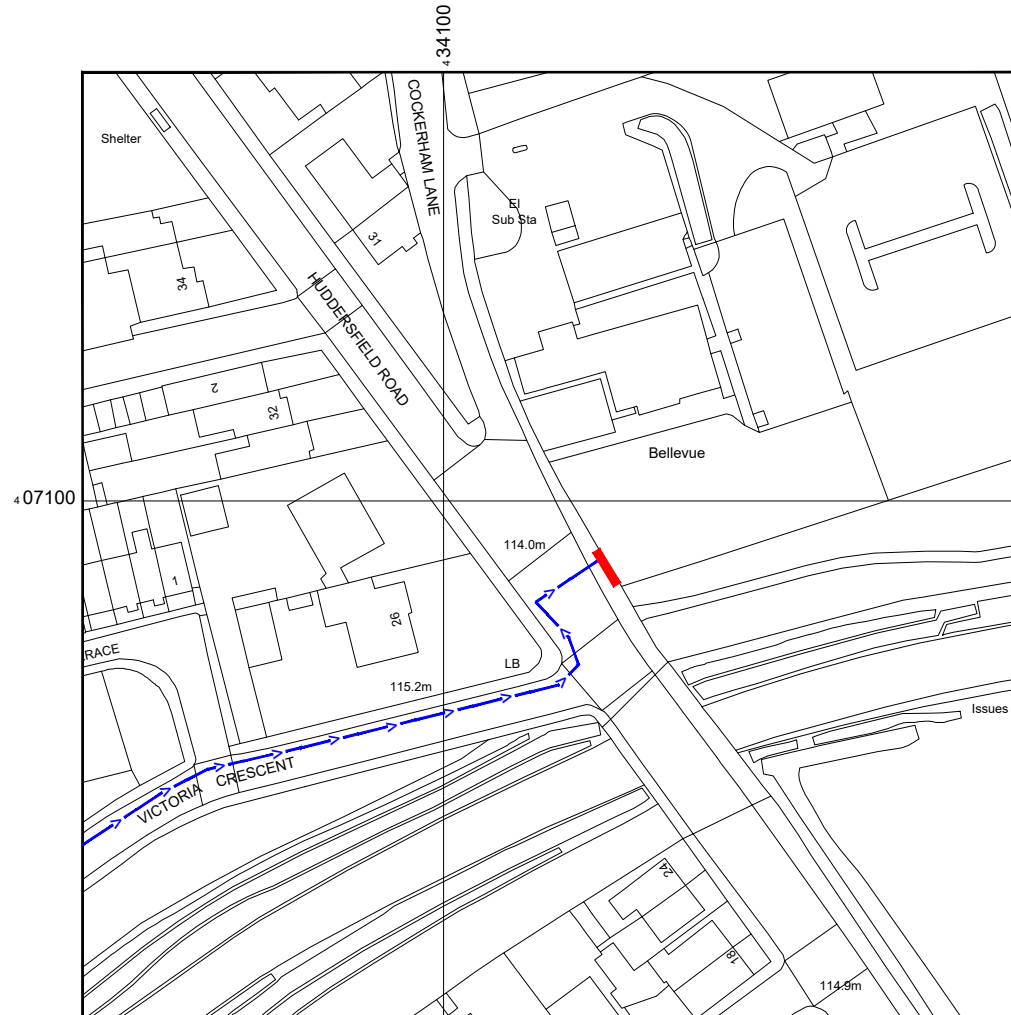 434100
Shelter
COCKERHAM LANE
El
Sub Sta
31
34
HUDDERSFIELD ROAD
2
32
Bellevue
407100
114.0m
1
26
RACE
LB
115.2m
Issues
CRESCENT
VICTORIA
24
18
114.9m